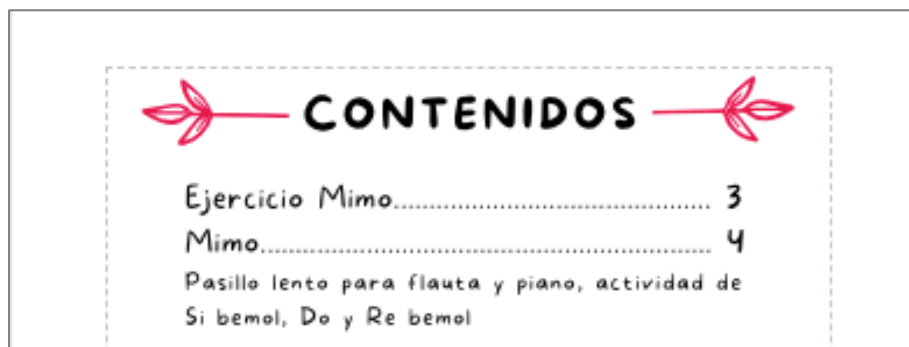 CONTENIDOS
Ejercicio Mimo............................................ 3
Mimo............................................................... 4
Pasillo lento para flauta y piano, actividad de
Si bemol, Do y Re bemol